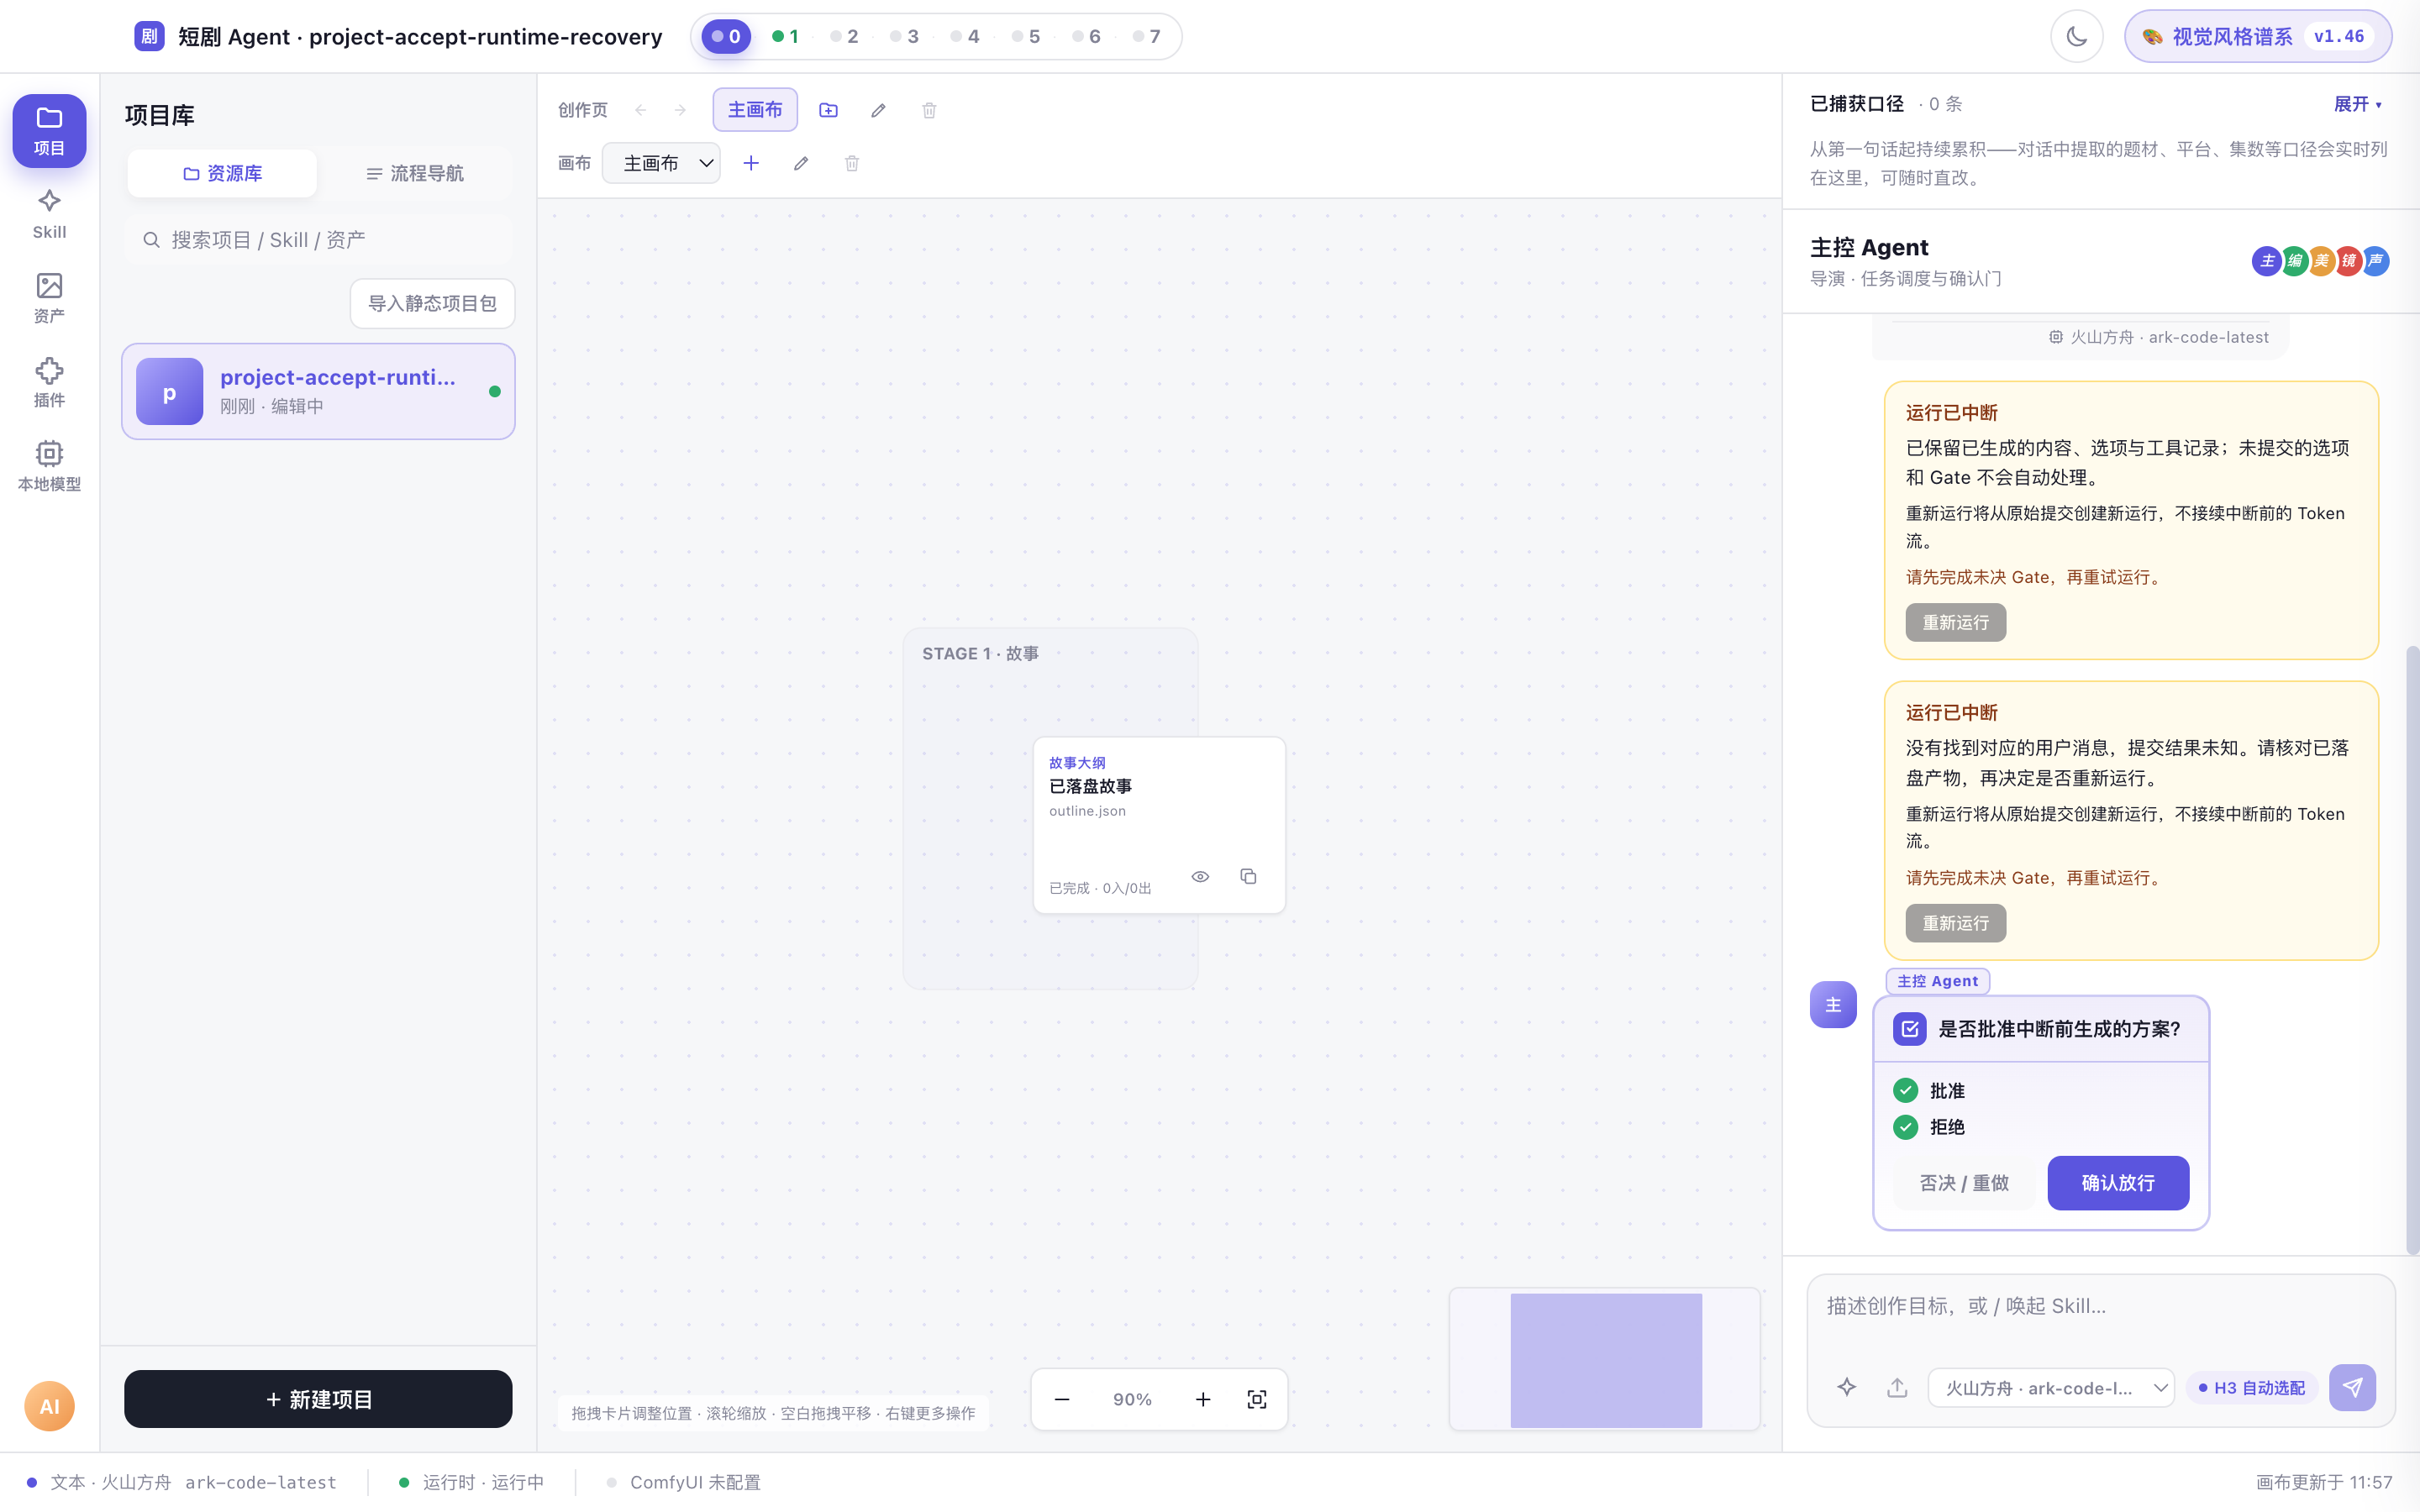 剧 短剧 Agent · project-accept-runtime-recovery
0 1 2 3 4 5 6 7
视觉风格谱系 v1.46
项目
Skill
资产
插件
本地模型
AI
项目库
资源库
流程导航
搜索项目 / Skill / 资产
导入静态项目包
p
project-accept-runti...
刚刚 · 编辑中
+ 新建项目
创作页 主画布
画布 主画布
STAGE 1 · 故事
故事大纲
已落盘故事
outline.json
已完成 · 0入/0出
拖拽卡片调整位置 · 滚轮缩放 · 空白拖拽平移 · 右键更多操作
90%
已捕获口径 · 0 条
展开
从第一句话起持续累积——对话中提取的题材、平台、集数等口径会实时列
在这里，可随时直改。
主控 Agent
导演 · 任务调度与确认门
主 编 美 镜 声
火山方舟 · ark-code-latest
运行已中断
已保留已生成的内容、选项与工具记录；未提交的选项
和 Gate 不会自动处理。
重新运行将从原始提交创建新运行，不接续中断前的 Token
流。
请先完成未决 Gate，再重试运行。
重新运行
运行已中断
没有找到对应的用户消息，提交结果未知。请核对已落
盘产物，再决定是否重新运行。
重新运行将从原始提交创建新运行，不接续中断前的 Token
流。
请先完成未决 Gate，再重试运行。
重新运行
主控 Agent
主
是否批准中断前生成的方案?
批准
拒绝
否决 / 重做
确认放行
描述创作目标，或 / 唤起 Skill...
火山方舟 · ark-code-l...
H3 自动选配
文本 · 火山方舟 ark-code-latest
运行时 · 运行中
ComfyUI 未配置
画布更新于 11:57